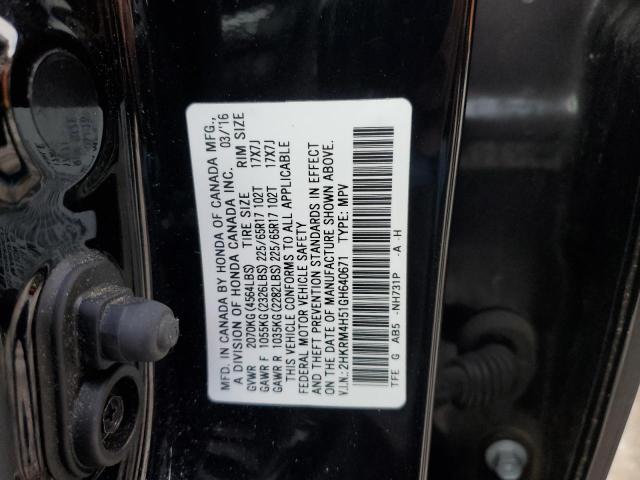 MFD. IN CANADA BY HONDA OF CANADA MFG.,
A DIVISION OF HONDA CANADA INC. 03/'16
GVWR 2070KG(4564LBS) TIRE SIZE RIM SIZE
GAWR F 1055KG(2326LBS) 225/65R17 102T 17X7J
GAWR R 1035KG(2282LBS) 225/65R17 102T 17X7J
THIS VEHICLE CONFORMS TO ALL APPLICABLE
FEDERAL MOTOR VEHICLE SAFETY
AND THEFT PREVENTION STANDARDS IN EFFECT
ON THE DATE OF MANUFACTURE SHOWN ABOVE.
V.I.N.: 2HKRM4H51GH640671 TYPE: MPV
TFE G AB5 -NH731P -A -H